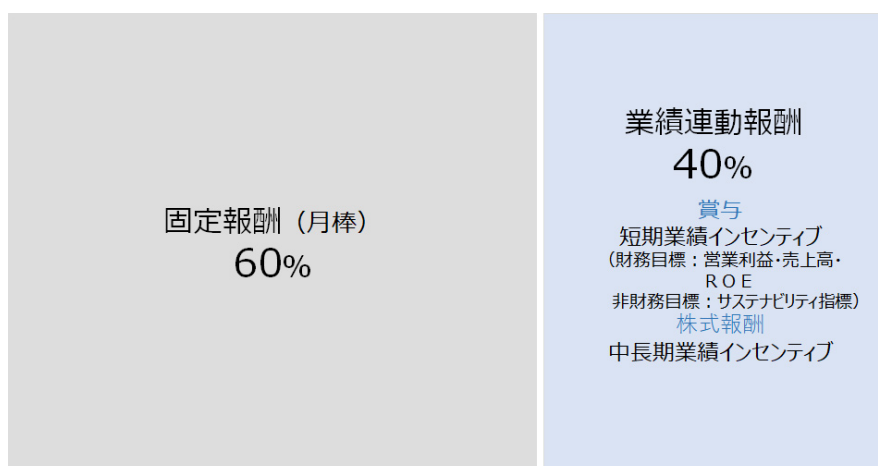 固定報酬（月棒）
60%
業績連動報酬
40%
賞与
短期業績インセンティブ
（財務目標：営業利益・売上高・
ＲＯＥ
非財務目標：サステナビリティ指標）
株式報酬
中長期業績インセンティブ